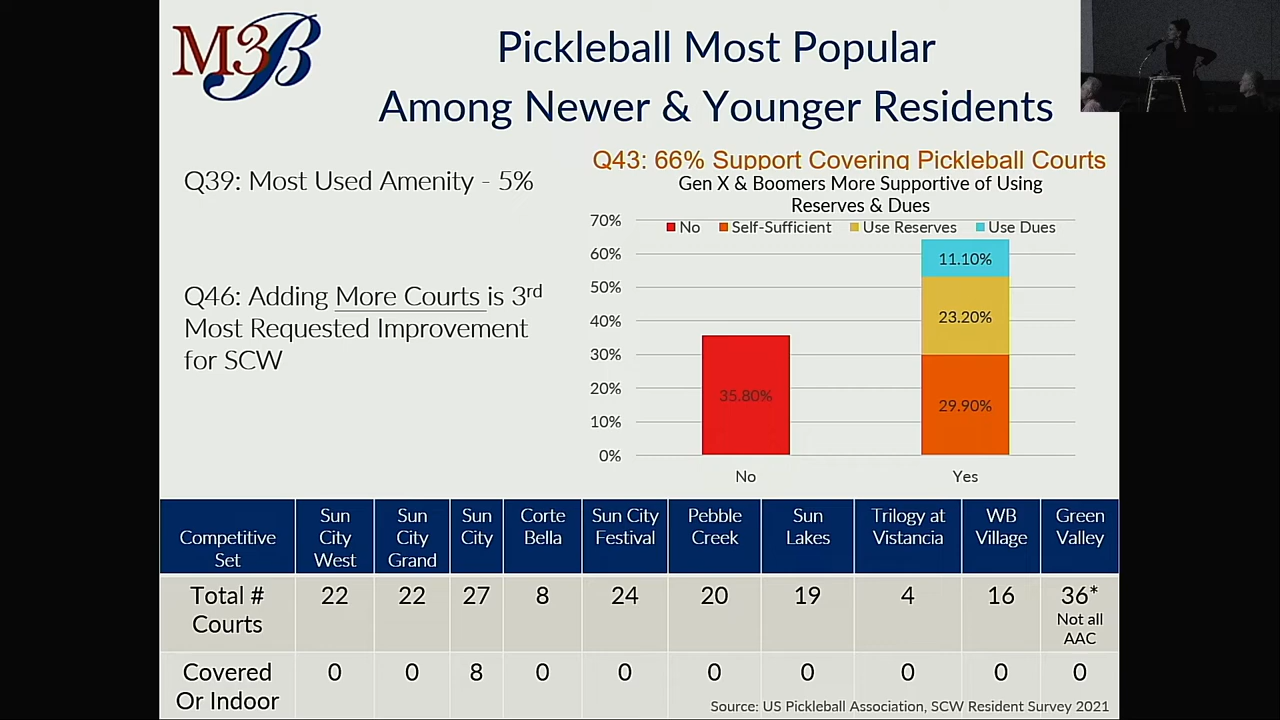 M3B
Pickleball Most Popular
Among Newer & Younger Residents
Q39: Most Used Amenity - 5%
Q46: Adding More Courts is 3rd
Most Requested Improvement
for SCW
Q43: 66% Support Covering Pickleball Courts
Gen X & Boomers More Supportive of Using
Reserves & Dues
No Self-Sufficient Use Reserves Use Dues
70%
60%
50%
40%
30%
20%
10%
0%
35.80%
11.10%
23.20%
29.90%
No Yes
Competitive
Set
Sun
City
West
Sun
City
Grand
Sun
City
Corte
Bella
Sun City
Festival
Pebble
Creek
Sun
Lakes
Trilogy at
Vistancia
WB
Village
Green
Valley
Total #
Courts
22 22 27 8 24 20 19 4 16 36*
Not all
AAC
Covered
Or Indoor
0 0 8 0 0 0 0 0 0 0
Source: US Pickleball Association, SCW Resident Survey 2021